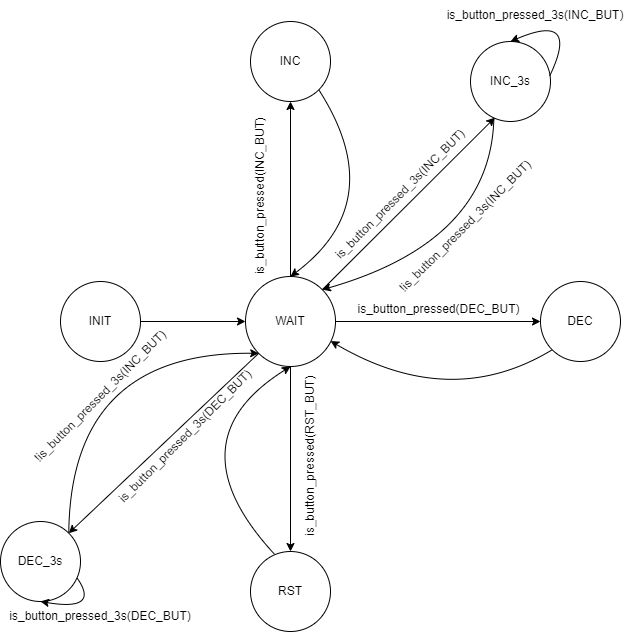 is_button_pressed_3s(INC_BUT)
INC
INC_3s
is_button_pressed(INC_BUT)
is_button_pressed_3s(INC_BUT)
!is_button_pressed_3s(INC_BUT)
INIT
WAIT
is_button_pressed(DEC_BUT)
DEC
!is_button_pressed_3s(INC_BUT)
is_button_pressed_3s(DEC_BUT)
is_button_pressed(RST_BUT)
DEC_3s
is_button_pressed_3s(DEC_BUT)
RST